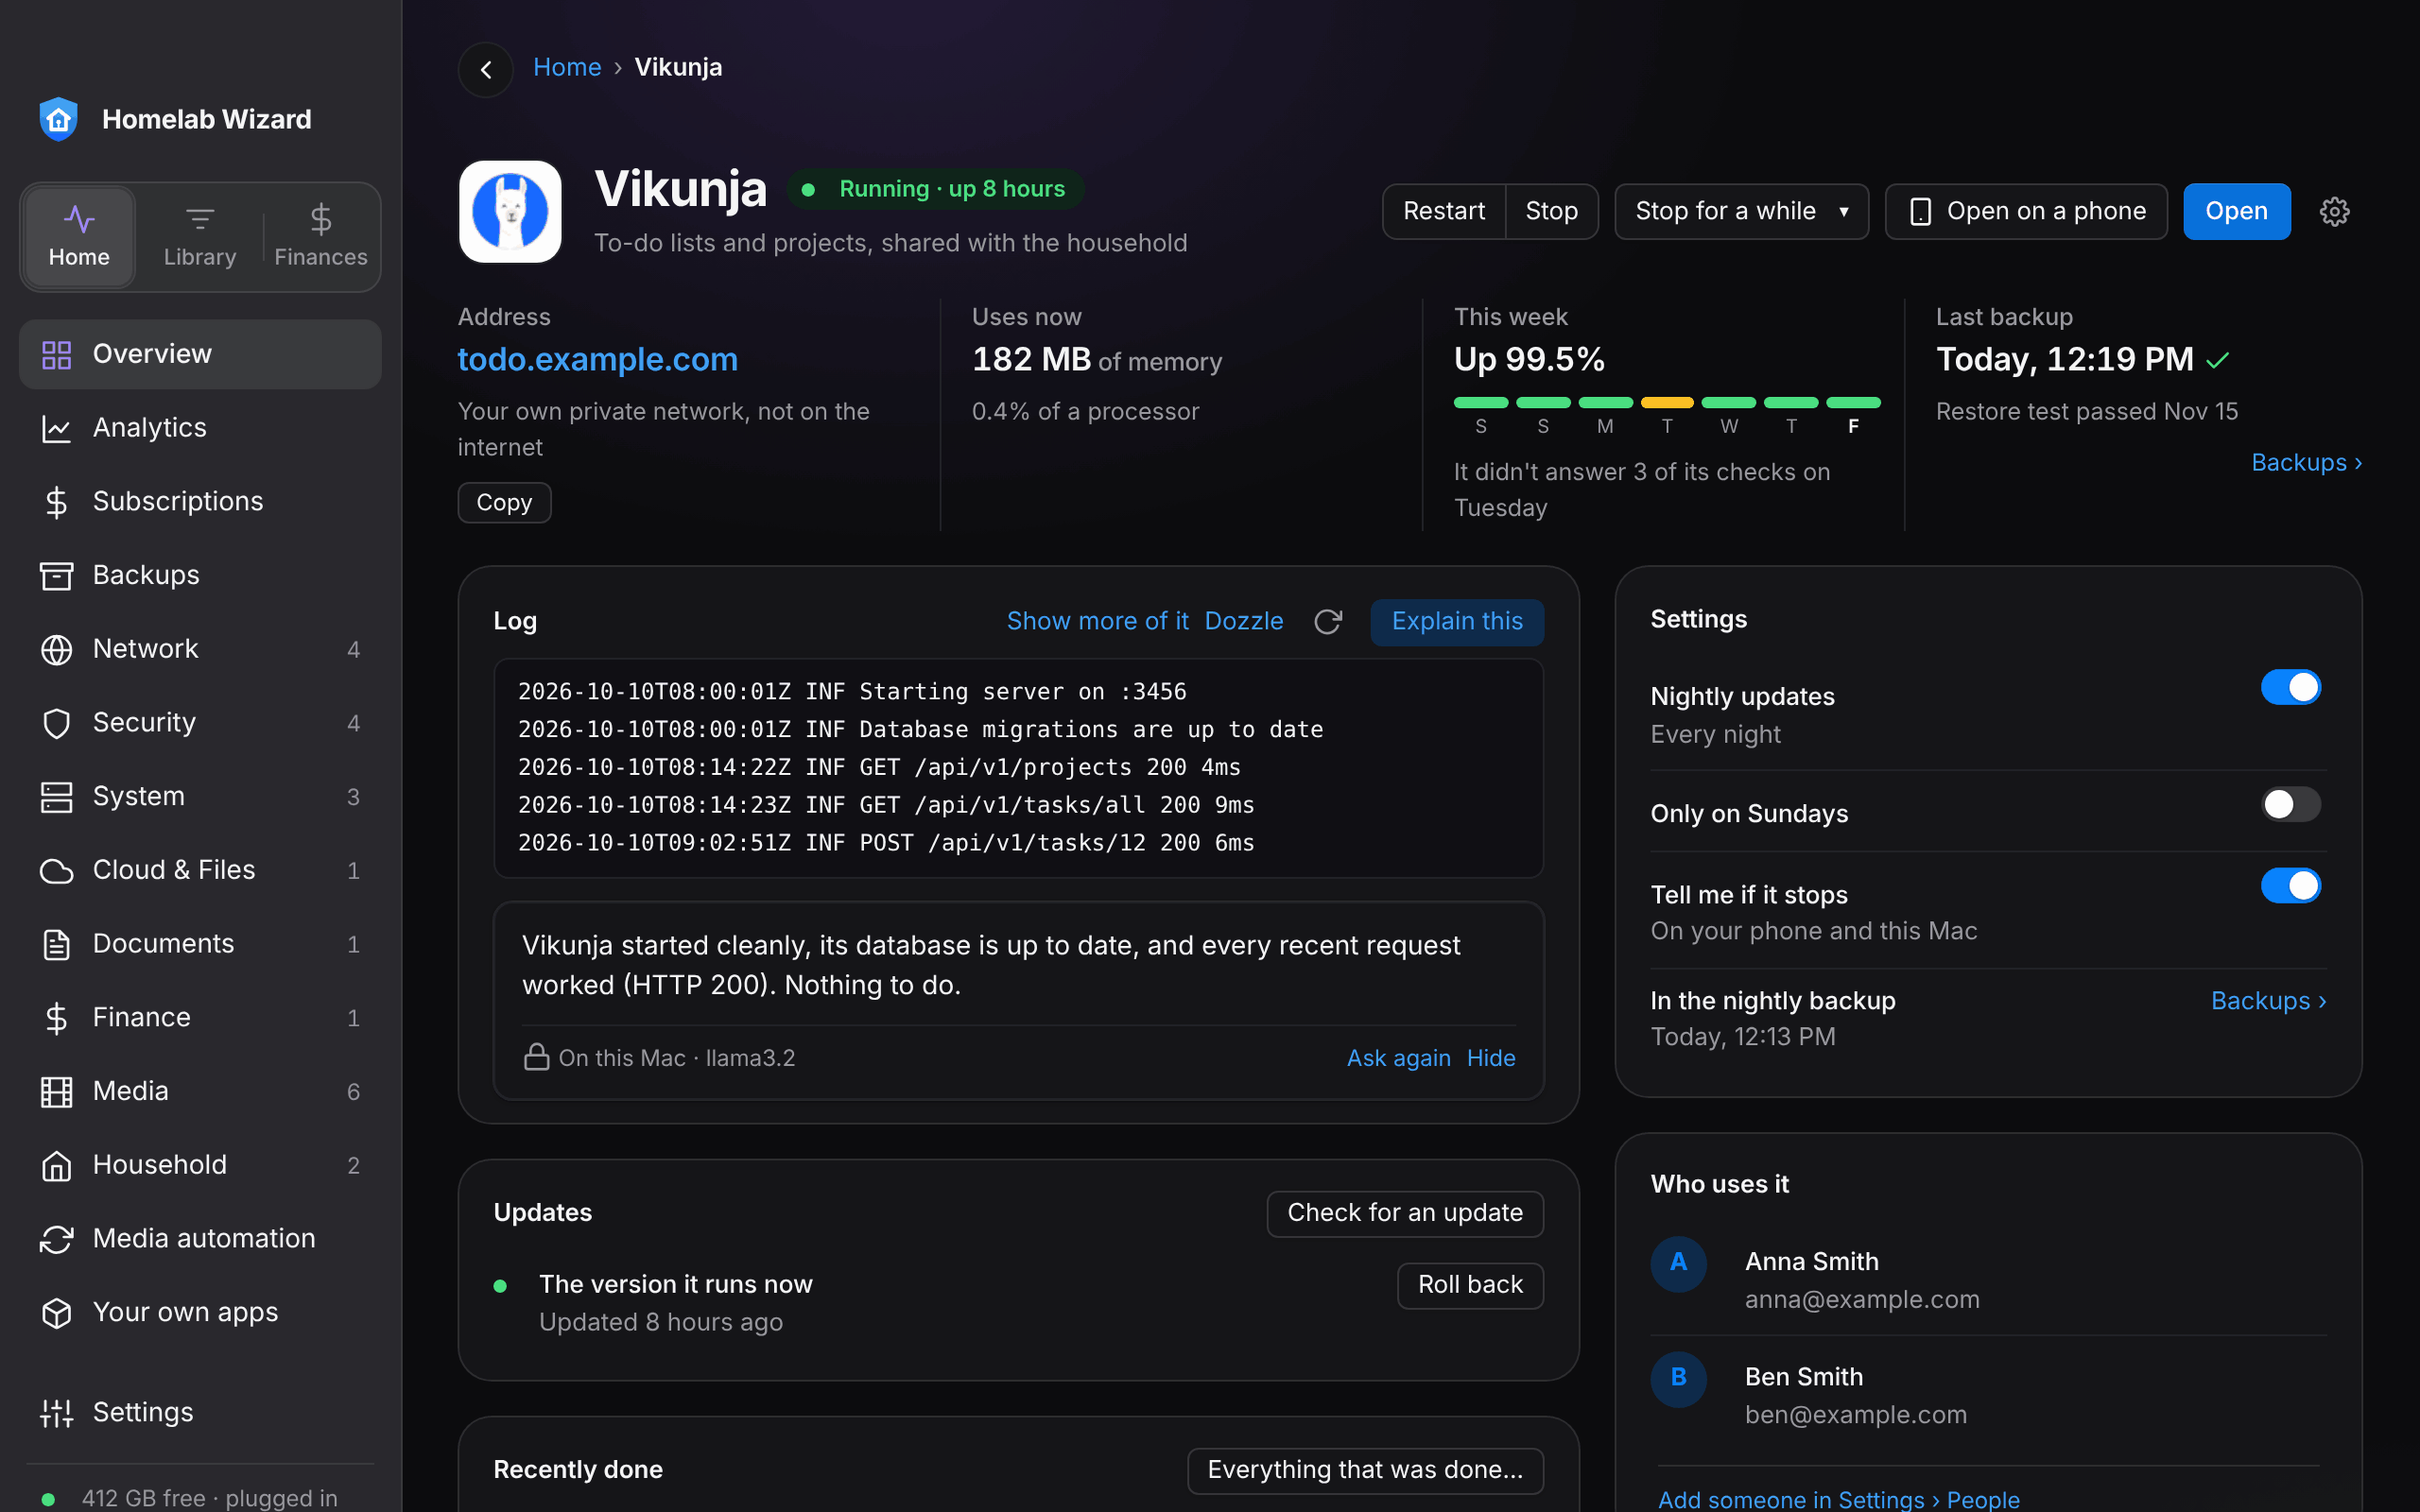 Homelab Wizard
Home
Library
Finances
Overview
Analytics
Subscriptions
Backups
Network 4
Security 4
System 3
Cloud & Files 1
Documents 1
Finance 1
Media 6
Household 2
Media automation
Your own apps
Settings
412 GB free · plugged in
Home › Vikunja
Vikunja
Running · up 8 hours
To-do lists and projects, shared with the household
Restart
Stop
Stop for a while ▾
Open on a phone
Open
Address
todo.example.com
Your own private network, not on the
internet
Copy
Uses now
182 MB of memory
0.4% of a processor
This week
Up 99.5%
S S M T W T F
It didn't answer 3 of its checks on
Tuesday
Last backup
Today, 12:19 PM
Restore test passed Nov 15
Backups ›
Log
Show more of it
Dozzle
Explain this
2026-10-10T08:00:01Z INF Starting server on :3456
2026-10-10T08:00:01Z INF Database migrations are up to date
2026-10-10T08:14:22Z INF GET /api/v1/projects 200 4ms
2026-10-10T08:14:23Z INF GET /api/v1/tasks/all 200 9ms
2026-10-10T09:02:51Z INF POST /api/v1/tasks/12 200 6ms
Vikunja started cleanly, its database is up to date, and every recent request
worked (HTTP 200). Nothing to do.
On this Mac · llama3.2
Ask again
Hide
Updates
Check for an update
The version it runs now
Updated 8 hours ago
Roll back
Recently done
Everything that was done...
Settings
Nightly updates
Every night
Only on Sundays
Tell me if it stops
On your phone and this Mac
In the nightly backup
Today, 12:13 PM
Backups ›
Who uses it
A
Anna Smith
anna@example.com
B
Ben Smith
ben@example.com
Add someone in Settings › People